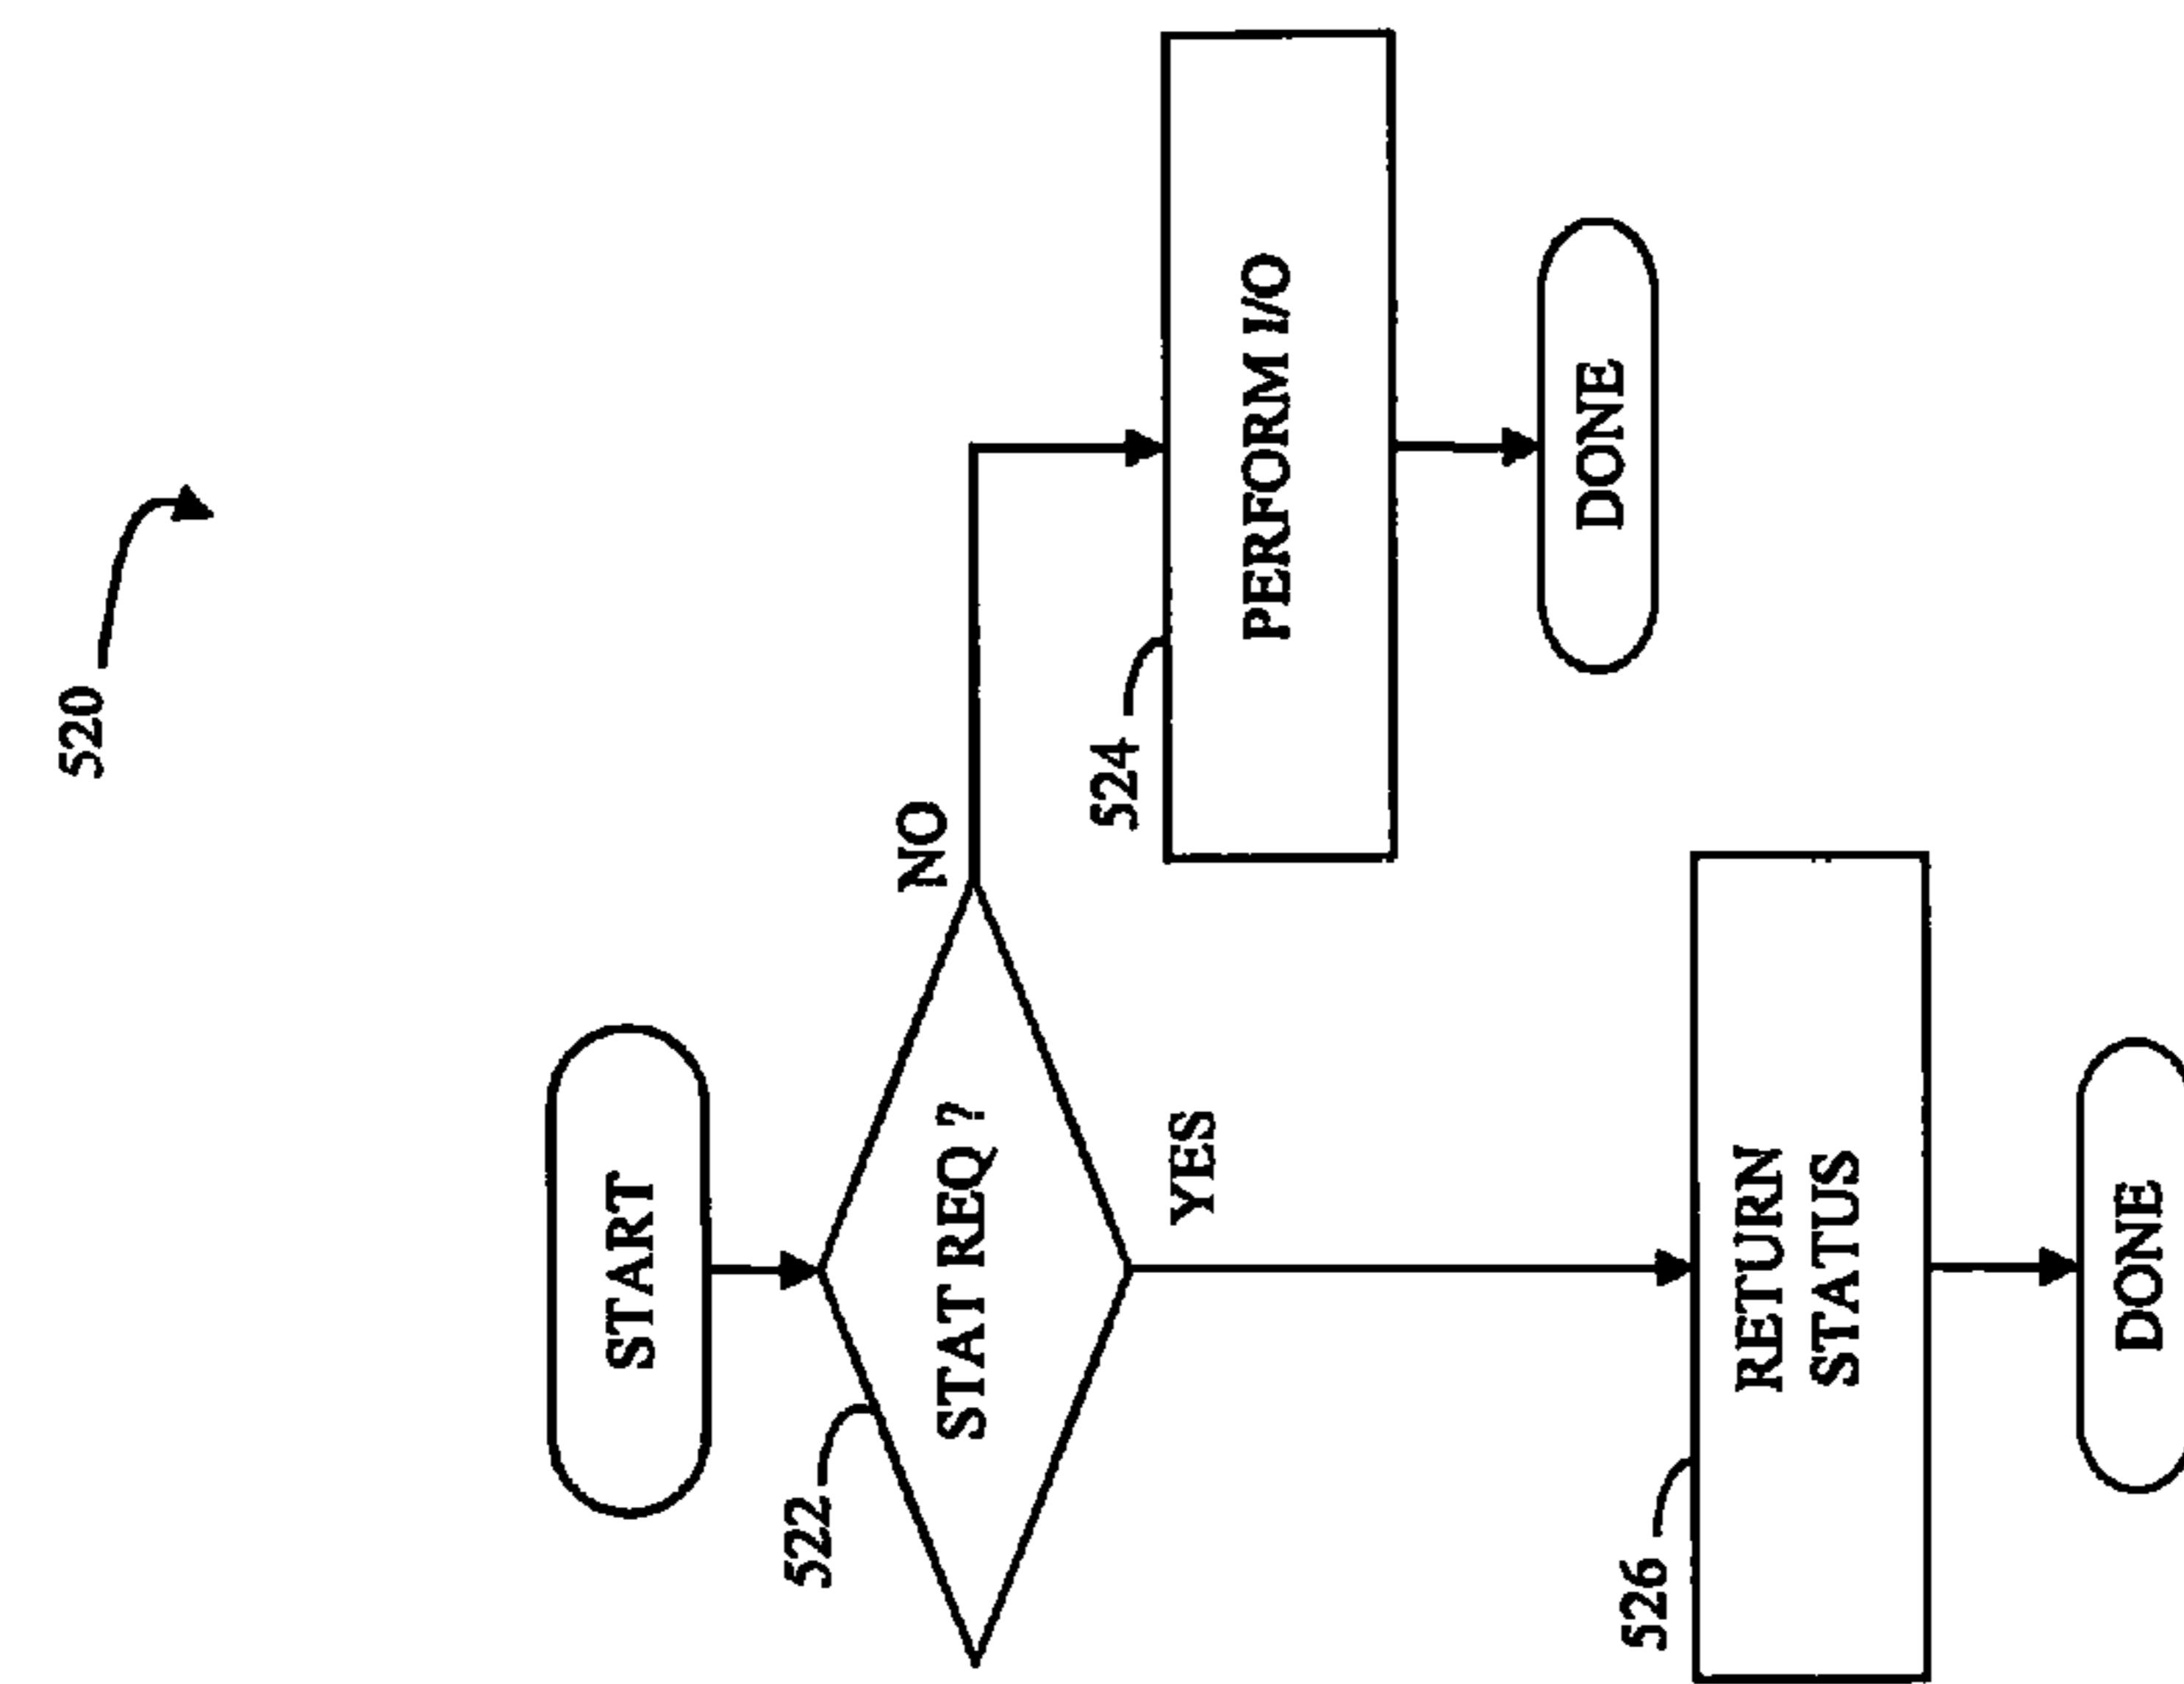 520
START
522
STAT REQ ?
NO
YES
524
PERFORM I/O
DONE
526
RETURN
STATUS
DONE